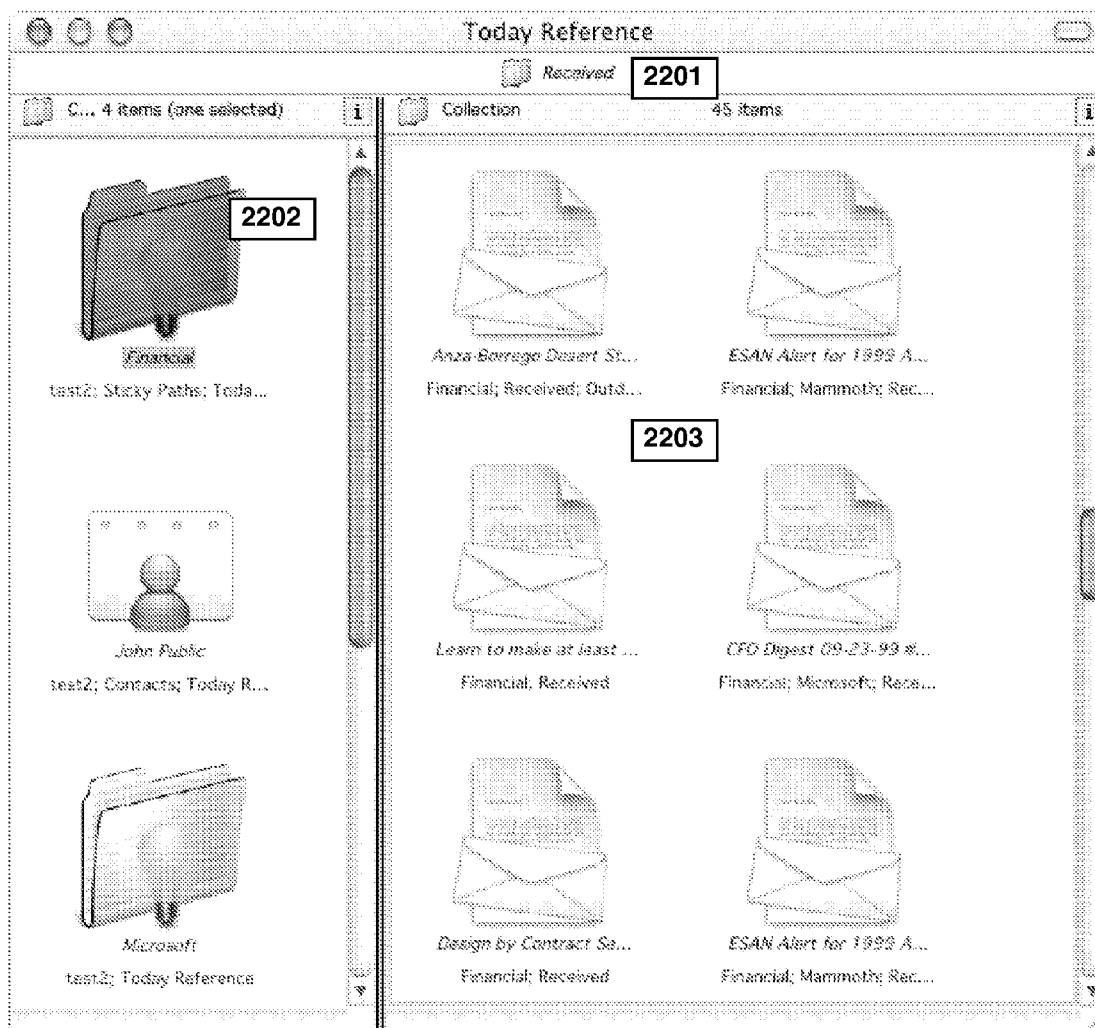 Today Reference
Received 2201
C... 4 items (one selected) i
Collection 45 items i
2202
Financial
test2; Sticky Paths; Toda...
Anza-Borrego Desert St...
Financial; Received; Outd...
ESAN Alert for 1999 A...
Financial; Mammoth; Rec...
2203
John Public
test2; Contacts; Today R...
Learn to make at least ...
Financial, Received
CFO Digest 09-23-99 #...
Financial; Microsoft; Rece...
Microsoft
test2; Today Reference
Design by Contract Se...
Financial; Received
ESAN Alert for 1999 A...
Financial; Mammoth; Rec...